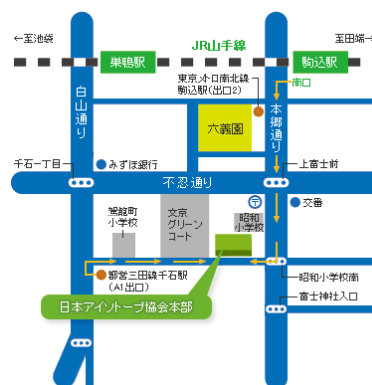 ←至池袋
JR山手線
至田端→
巣鴨駅
駒込駅
東京メトロ南北線
駒込駅(出口2)
南口
白山通り
六義園
本郷通り
千石一丁目
みずほ銀行
上富士前
不忍通り
〒
交番
駕籠町
小学校
文京
グリーン
コート
昭和
小学校
昭和小学校南
都営三田線千石駅
(A1出口)
富士神社入口
日本アイソトープ協会本部